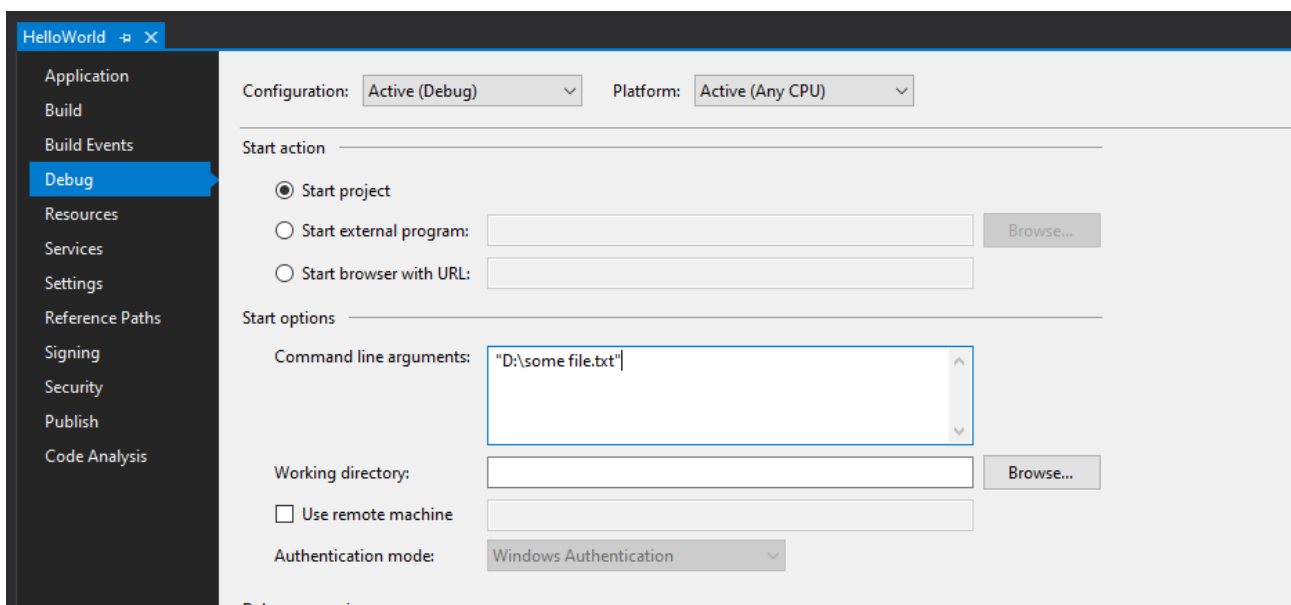 HelloWorld
Application
Build
Build Events
Debug
Resources
Services
Settings
Reference Paths
Signing
Security
Publish
Code Analysis
Configuration: Active (Debug) Platform: Active (Any CPU)
Start action
Start project
Start external program: Browse...
Start browser with URL:
Start options
Command line arguments: "D:\some file.txt"
Working directory: Browse...
Use remote machine
Authentication mode: Windows Authentication